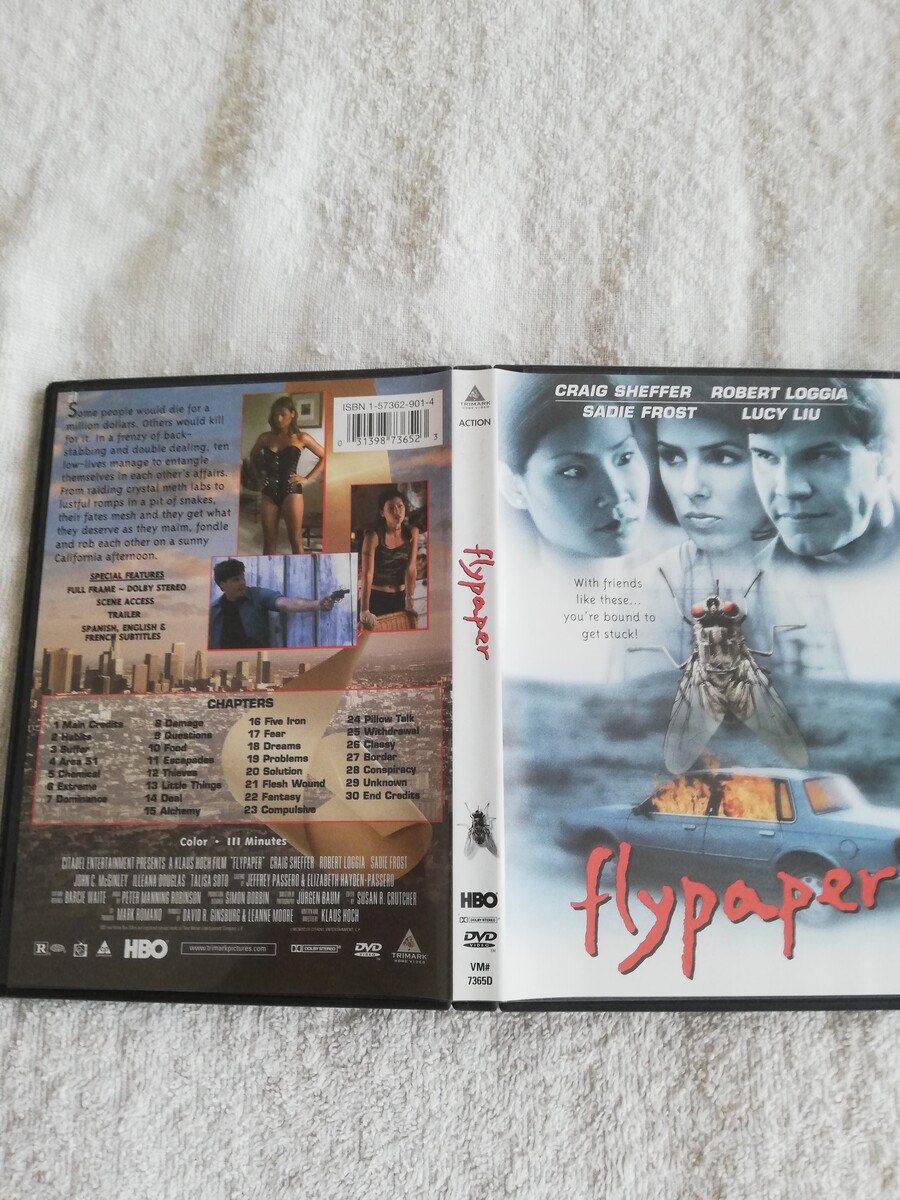 Some people would die for a
million dollars. Others would kill
for it. In a frenzy of back-
stabbing and double dealing, ten
low-lives manage to entangle
themselves in each other's affairs.
From raiding crystal meth labs to
lustful romps in a pit of snakes,
their fates mesh and they get what
they deserve as they maim, fondle
and rob each other on a sunny
California afternoon.
SPECIAL FEATURES
FULL FRAME – DOLBY STEREO
SCENE ACCESS
TRAILER
SPANISH, ENGLISH &
FRENCH SUBTITLES
ISBN 1-57362-901-4
0 31398 73652 3
CHAPTERS
1 Main Credits
2 Habits
3 Suffer
4 Area 51
5 Chemical
6 Extreme
7 Dominance
8 Damage
9 Questions
10 Food
11 Escapades
12 Thieves
13 Little Things
14 Deal
15 Alchemy
16 Five Iron
17 Fear
18 Dreams
19 Problems
20 Solution
21 Flesh Wound
22 Fantasy
23 Compulsive
24 Pillow Talk
25 Withdrawal
26 Classy
27 Border
28 Conspiracy
29 Unknown
30 End Credits
Color • 111 Minutes
CITADEL ENTERTAINMENT PRESENTS A KLAUS HOCH FILM "FLYPAPER" CRAIG SHEFFER ROBERT LOGGIA SADIE FROST
JOHN C. McGINLEY ILLEANA DOUGLAS TALISA SOTO JEFFREY PASSERO & ELIZABETH HAYDEN-PASSERO
BARCIE WAITE PETER MANNING ROBINSON SIMON DOBBIN JÜRGEN BAUM SUSAN R. CRUTCHER
MARK ROMANO DAVID R. GINSBURG & LEANNE MOORE KLAUS HOCH
R HBO www.trimarkpictures.com DOLBY STEREO DVD VIDEO TRIMARK HOME VIDEO
TRIMARK
HOME VIDEO
ACTION
flypaper
HBO
DOLBY STEREO
DVD
VIDEO
VM#
7365D
CRAIG SHEFFER ROBERT LOGGIA
SADIE FROST LUCY LIU
With friends
like these...
you're bound to
get stuck!
flypaper